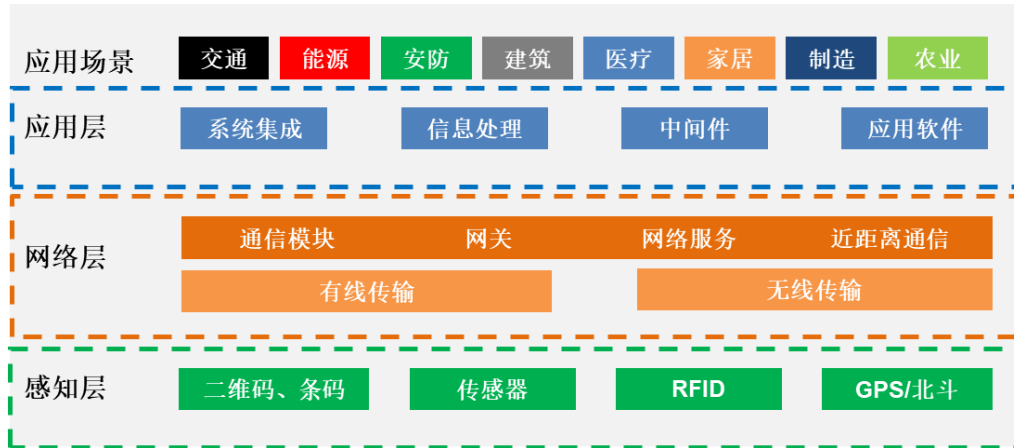 应用场景 交通 能源 安防 建筑 医疗 家居 制造 农业
应用层 系统集成 信息处理 中间件 应用软件
网络层
通信模块 网关 网络服务 近距离通信
有线传输 无线传输
感知层 二维码、条码 传感器 RFID GPS/北斗